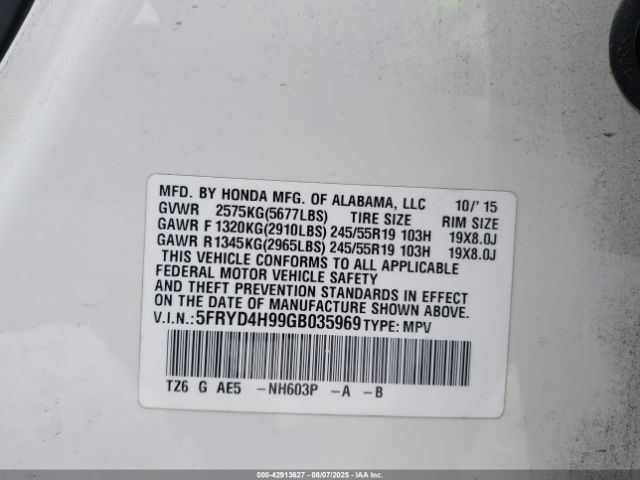 MFD. BY HONDA MFG. OF ALABAMA, LLC 10/'15
GVWR 2575KG(5677LBS) TIRE SIZE RIM SIZE
GAWR F 1320KG(2910LBS) 245/55R19 103H 19X8.0J
GAWR R 1345KG(2965LBS) 245/55R19 103H 19X8.0J
THIS VEHICLE CONFORMS TO ALL APPLICABLE
FEDERAL MOTOR VEHICLE SAFETY
AND THEFT PREVENTION STANDARDS IN EFFECT
ON THE DATE OF MANUFACTURE SHOWN ABOVE.
V.I.N.:5FRYD4H99GB035969 TYPE: MPV
TZ6 G AE5 -NH603P -A -B
000-42913627 - 08/07/2025 - IAAI.COM